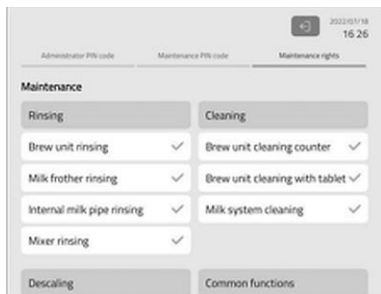 2022/07/18
16 26
Administrator PIN code
Maintenance PIN code
Maintenance rights
Maintenance
Rinsing
Cleaning
Brew unit rinsing
Brew unit cleaning counter
Milk frother rinsing
Brew unit cleaning with tablet
Internal milk pipe rinsing
Milk system cleaning
Mixer rinsing
Descaling
Common functions